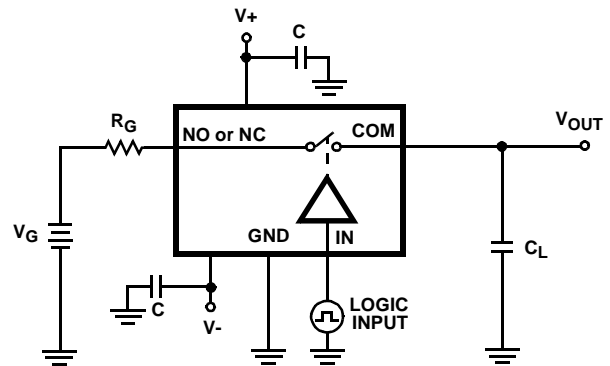 V+
C
RG
NO or NC
COM
VOUT
VG
GND
IN
CL
C
V-
LOGIC
INPUT